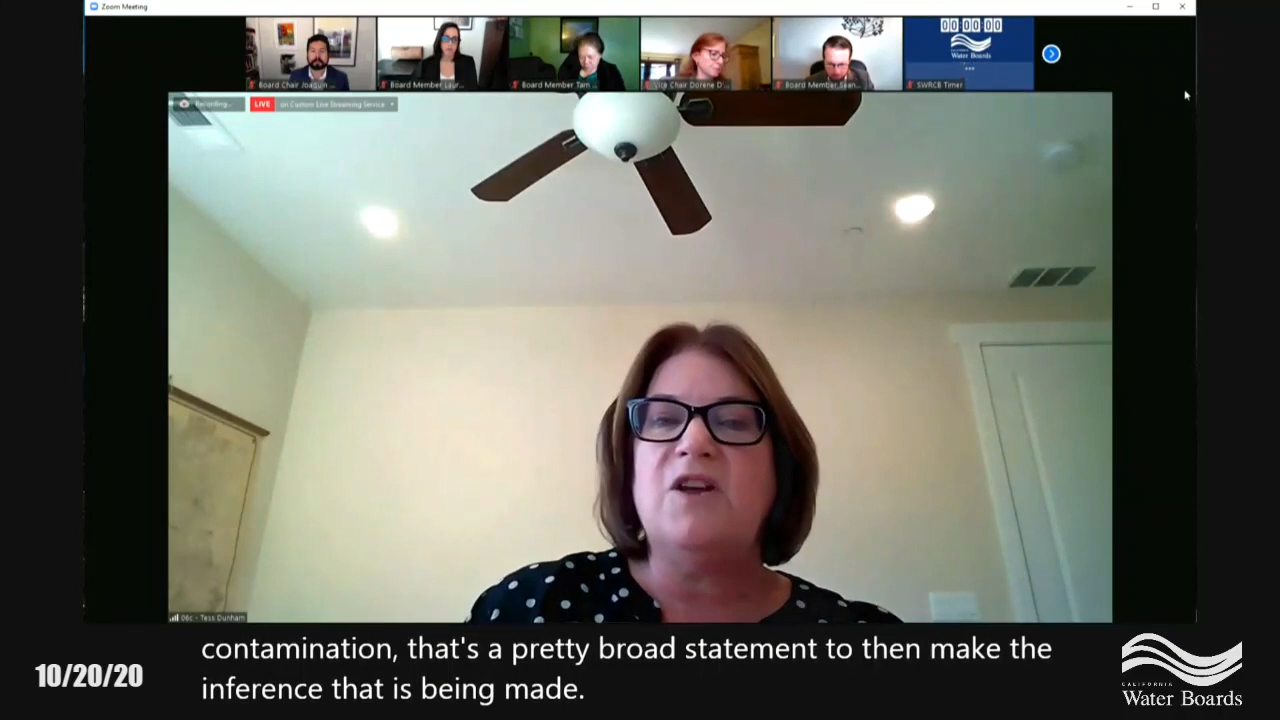 Zoom Meeting
00:00:00
CALIFORNIA
Water Boards
Board Chair Joaquin ...
Board Member Laur...
Board Member Tam ...
Vice Chair Dorene D'...
Board Member Sean...
SWRCB Timer
Recording...
LIVE on Custom Live Streaming Service
06c - Tess Dunham
contamination, that's a pretty broad statement to then make the
inference that is being made.
10/20/20
CALIFORNIA
Water Boards